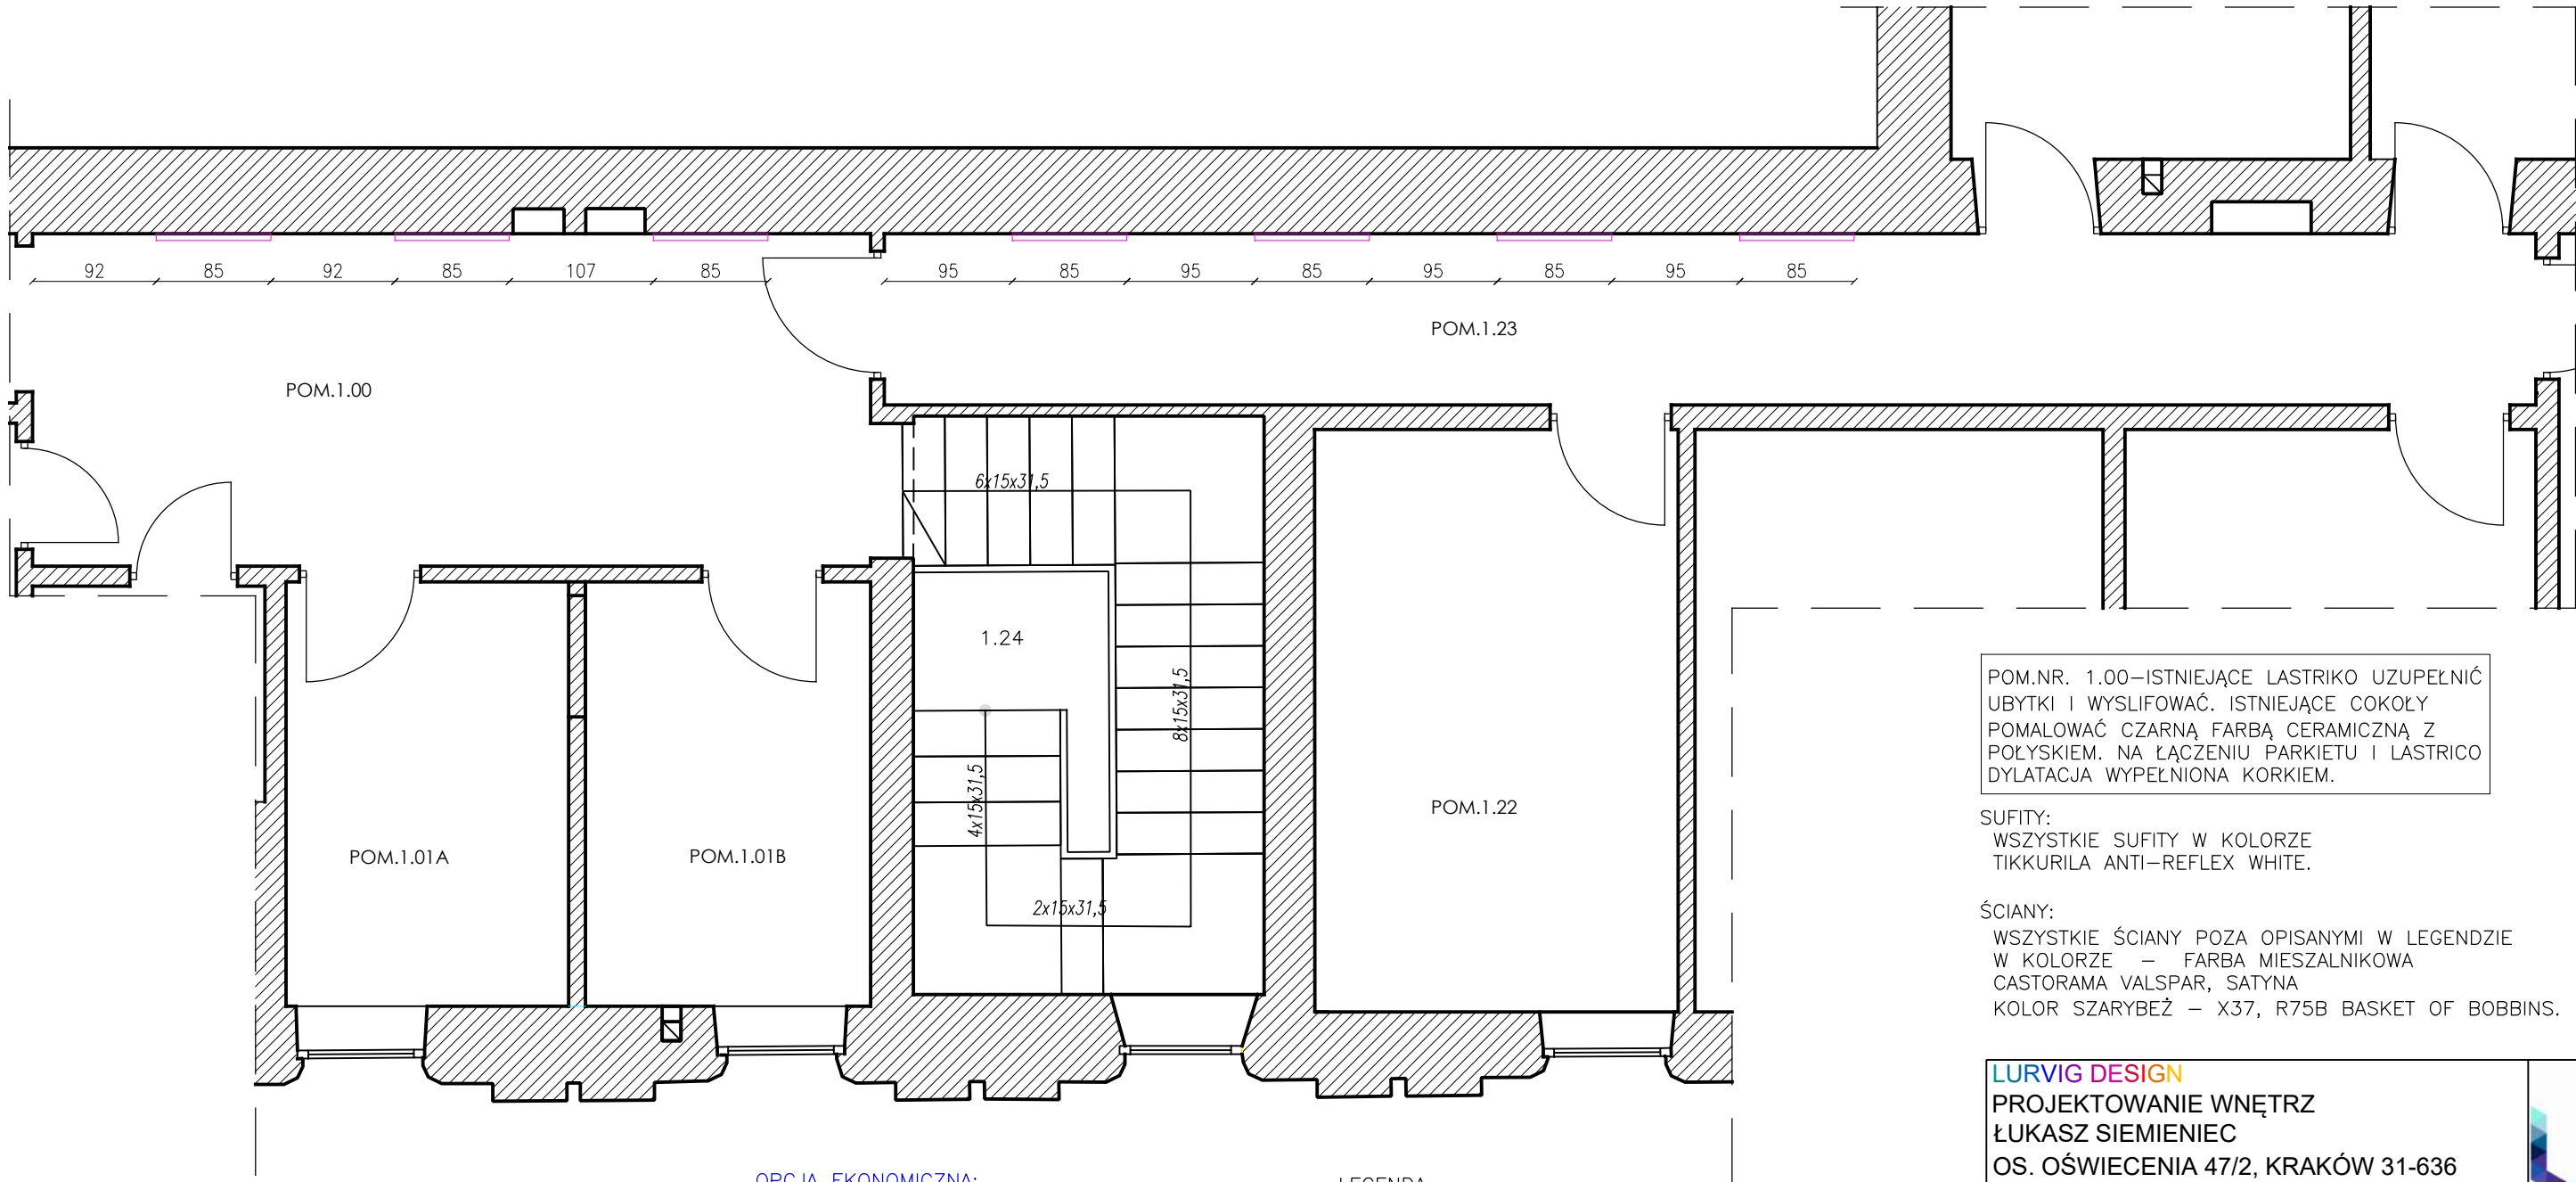 92 85 92 85 107 85 95 85 95 85 95 85 95 85
POM.1.23
POM.1.00
6x15x31,5
1.24
8x15x31,5
4x15x31,5
POM.1.22
POM.1.01A
POM.1.01B
2x15x31,5
POM.NR. 1.00–ISTNIEJĄCE LASTRIKO UZUPEŁNIĆ
UBYTKI I WYSLIFOWAĆ. ISTNIEJĄCE COKOŁY
POMALOWAĆ CZARNĄ FARBĄ CERAMICZNĄ Z
POŁYSKIEM. NA ŁĄCZENIU PARKIETU I LASTRICO
DYLATACJA WYPEŁNIONA KORKIEM.
SUFITY:
WSZYSTKIE SUFITY W KOLORZE
TIKKURILA ANTI–REFLEX WHITE.
ŚCIANY:
WSZYSTKIE ŚCIANY POZA OPISANYMI W LEGENDZIE
W KOLORZE – FARBA MIESZALNIKOWA
CASTORAMA VALSPAR, SATYNA
KOLOR SZARYBEŻ – X37, R75B BASKET OF BOBBINS.
LURVIG DESIGN
PROJEKTOWANIE WNĘTRZ
ŁUKASZ SIEMIENIEC
OS. OŚWIECENIA 47/2, KRAKÓW 31-636
OPCJA EKONOMICZNA:
LEGENDA